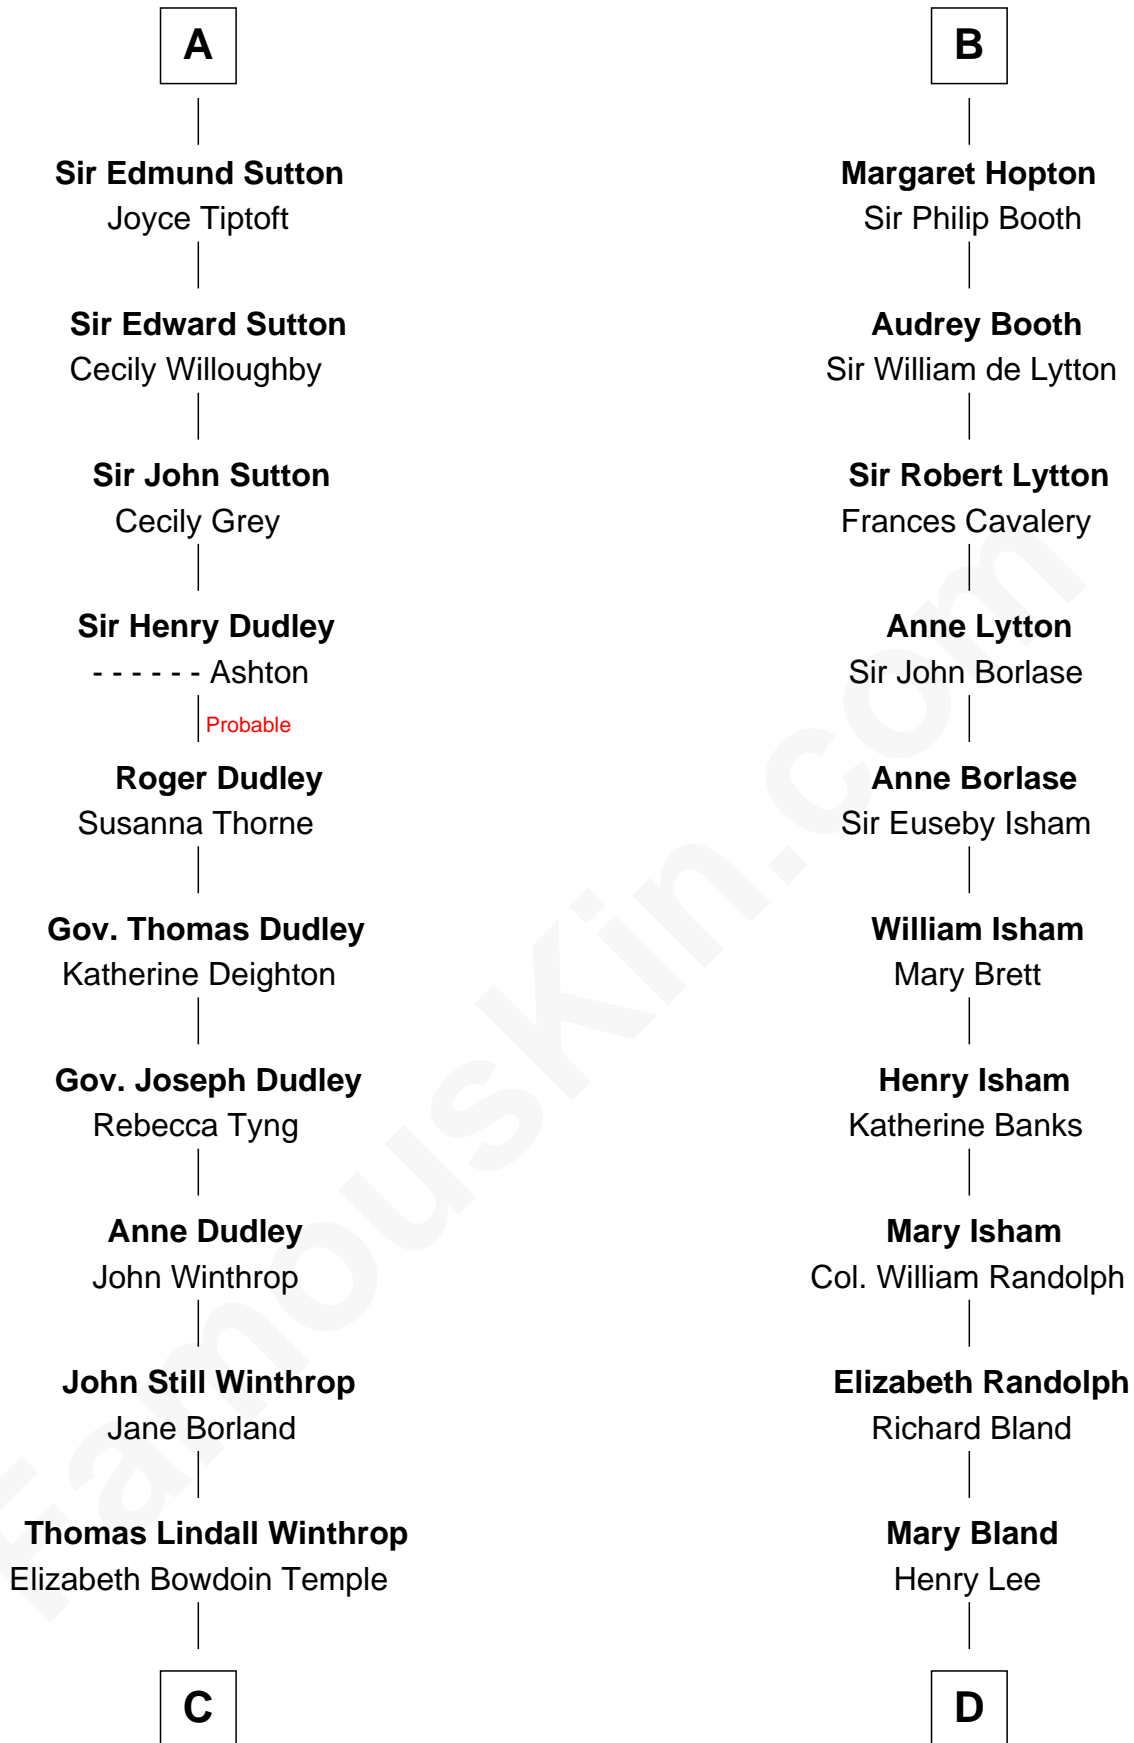 A
Sir Edmund Sutton
Joyce Tiptoft
Sir Edward Sutton
Cecily Willoughby
Sir John Sutton
Cecily Grey
Sir Henry Dudley
- - - - - - Ashton
Probable
Roger Dudley
Susanna Thorne
Gov. Thomas Dudley
Katherine Deighton
Gov. Joseph Dudley
Rebecca Tyng
Anne Dudley
John Winthrop
John Still Winthrop
Jane Borland
Thomas Lindall Winthrop
Elizabeth Bowdoin Temple
C
B
Margaret Hopton
Sir Philip Booth
Audrey Booth
Sir William de Lytton
Sir Robert Lytton
Frances Cavalery
Anne Lytton
Sir John Borlase
Anne Borlase
Sir Euseby Isham
William Isham
Mary Brett
Henry Isham
Katherine Banks
Mary Isham
Col. William Randolph
Elizabeth Randolph
Richard Bland
Mary Bland
Henry Lee
D
FamousKin.com